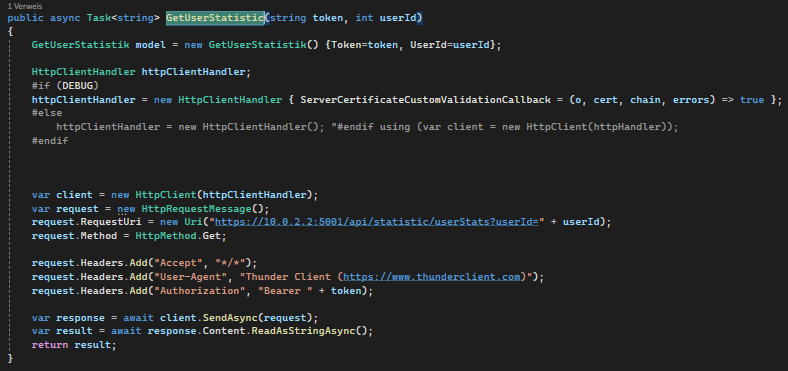 1 Verweis
public async Task<string> GetUserStatistic(string token, int userId)
{
GetUserStatistik model = new GetUserStatistik() {Token=token, UserId=userId};
HttpClientHandler httpClientHandler;
#if (DEBUG)
httpClientHandler = new HttpClientHandler { ServerCertificateCustomValidationCallback = (o, cert, chain, errors) => true };
#else
httpClientHandler = new HttpClientHandler(); "#endif using (var client = new HttpClient(httpHandler));
#endif
var client = new HttpClient(httpClientHandler);
var request = new HttpRequestMessage();
request.RequestUri = new Uri("https://10.0.2.2:5001/api/statistic/userStats?userId=" + userId);
request.Method = HttpMethod.Get;
request.Headers.Add("Accept", "*/*");
request.Headers.Add("User-Agent", "Thunder Client (https://www.thunderclient.com)");
request.Headers.Add("Authorization", "Bearer " + token);
var response = await client.SendAsync(request);
var result = await response.Content.ReadAsStringAsync();
return result;
}